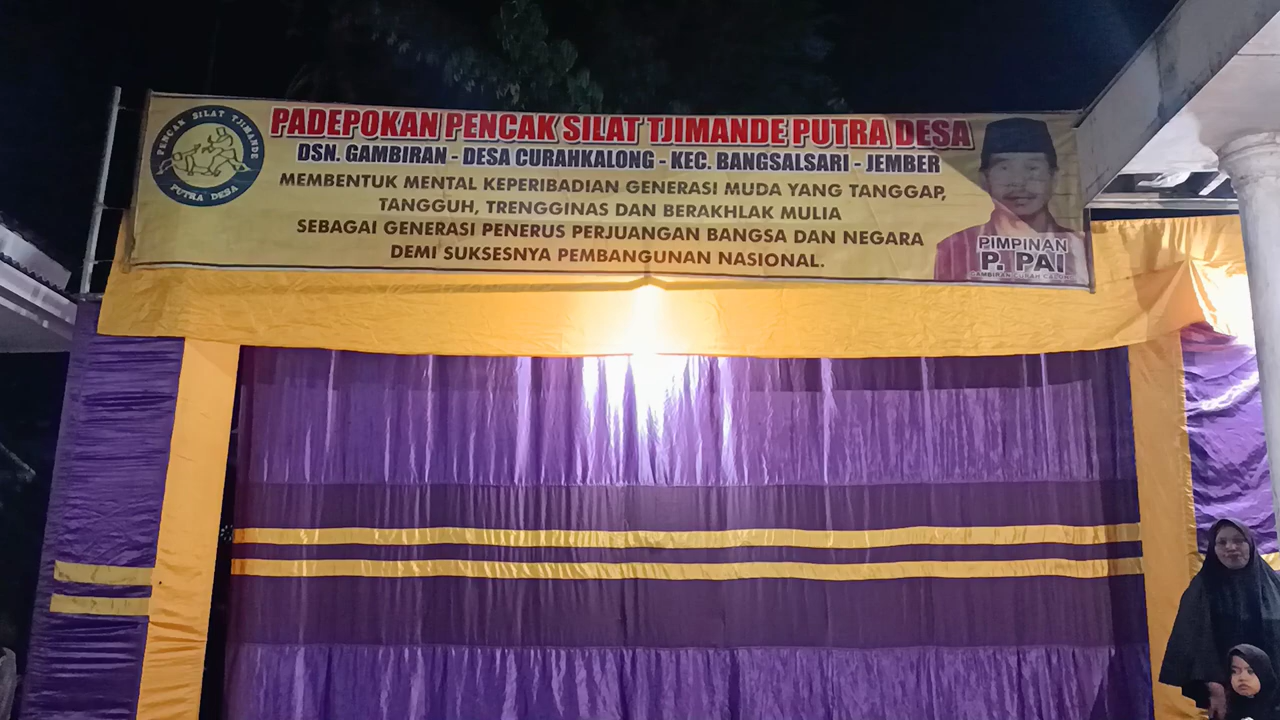 PENCAK SILAT TJIMANDE
PUTRA DESA
PADEPOKAN PENCAK SILAT TJIMANDE PUTRA DESA
DSN. GAMBIRAN - DESA CURAHKALONG - KEC. BANGSALSARI - JEMBER
MEMBENTUK MENTAL KEPERIBADIAN GENERASI MUDA YANG TANGGAP,
TANGGUH, TRENGGINAS DAN BERAKHLAK MULIA
SEBAGAI GENERASI PENERUS PERJUANGAN BANGSA DAN NEGARA
DEMI SUKSESNYA PEMBANGUNAN NASIONAL.
PIMPINAN
P. PAI
GAMBIRAN CURAH